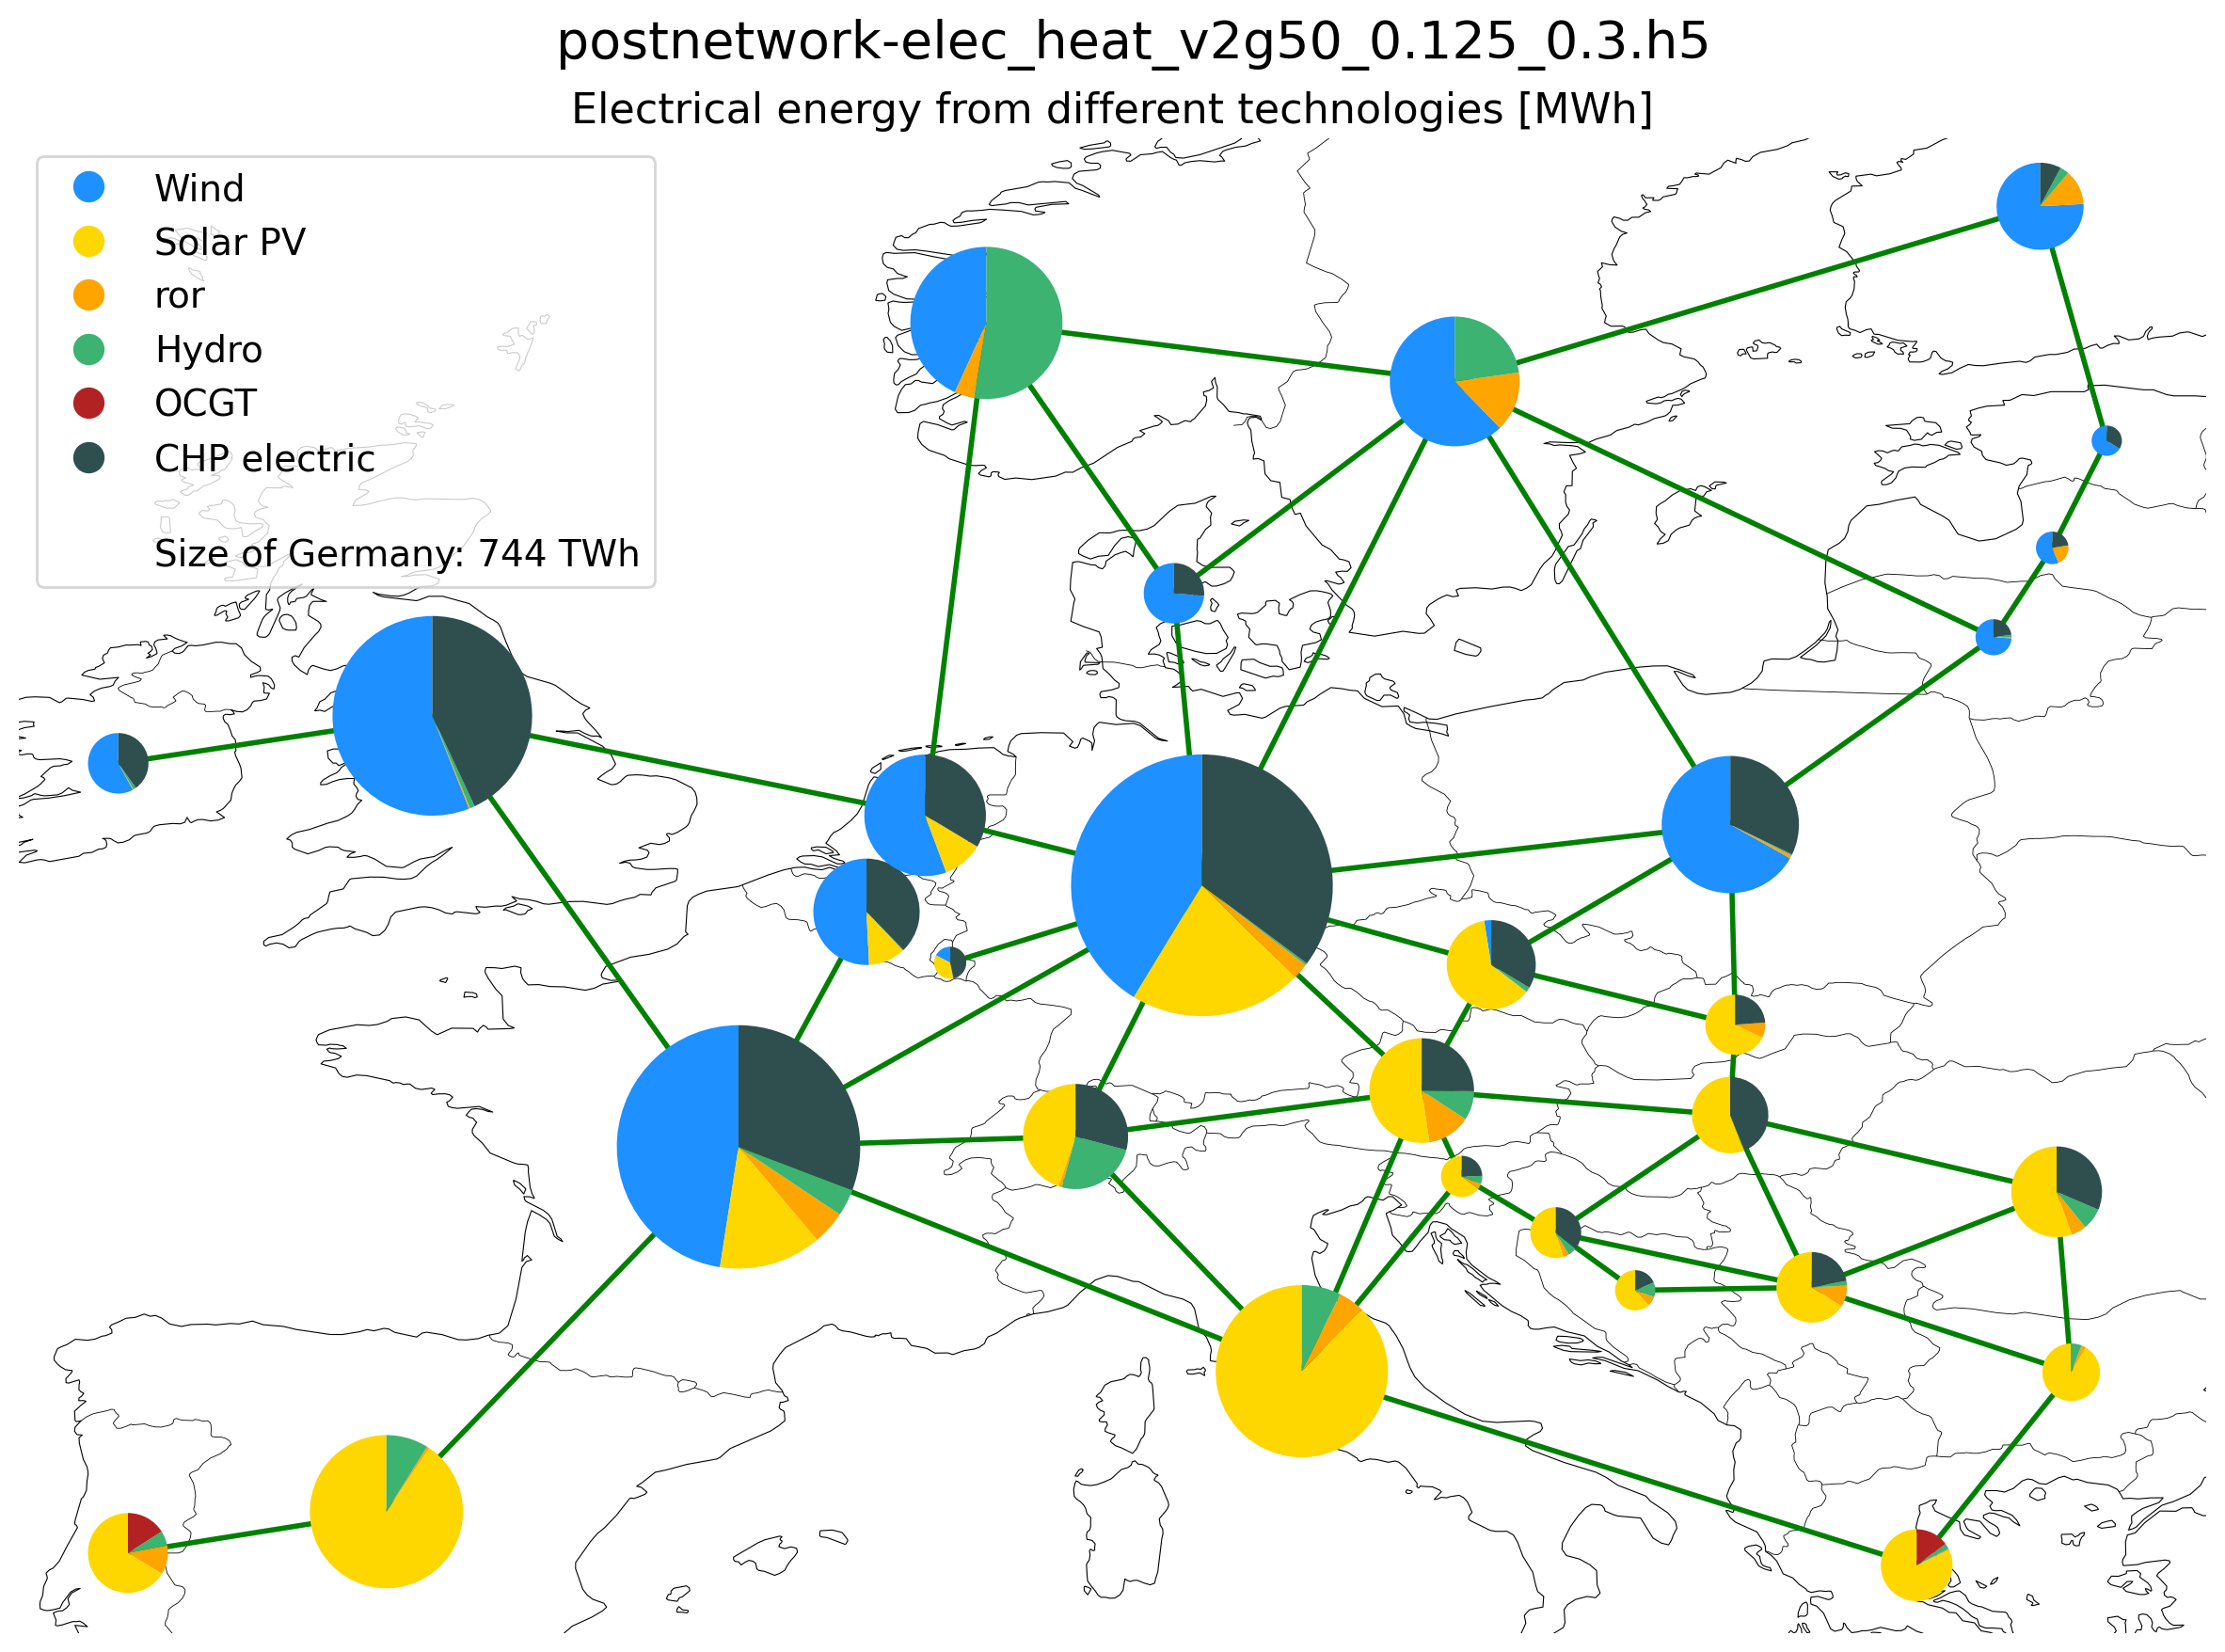 postnetwork-elec_heat_v2g50_0.125_0.3.h5
Electrical energy from different technologies [MWh]
Wind
Solar PV
ror
Hydro
OCGT
CHP electric
Size of Germany: 744 TWh